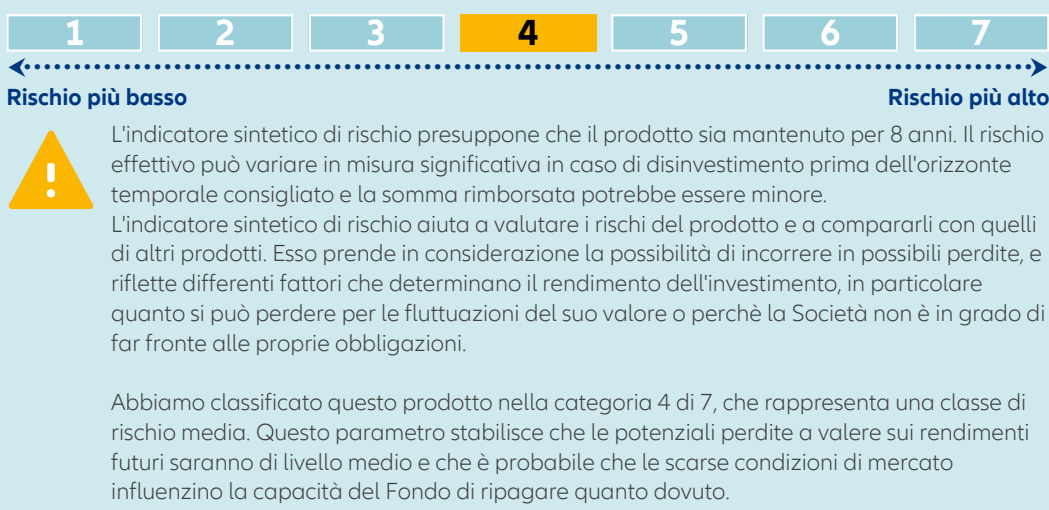 1 2 3 4 5 6 7
Rischio più basso Rischio più alto
L'indicatore sintetico di rischio presuppone che il prodotto sia mantenuto per 8 anni. Il rischio
effettivo può variare in misura significativa in caso di disinvestimento prima dell'orizzonte
temporale consigliato e la somma rimborsata potrebbe essere minore.
L'indicatore sintetico di rischio aiuta a valutare i rischi del prodotto e a compararli con quelli
di altri prodotti. Esso prende in considerazione la possibilità di incorrere in possibili perdite, e
riflette differenti fattori che determinano il rendimento dell'investimento, in particolare
quanto si può perdere per le fluttuazioni del suo valore o perchè la Società non è in grado di
far fronte alle proprie obbligazioni.
Abbiamo classificato questo prodotto nella categoria 4 di 7, che rappresenta una classe di
rischio media. Questo parametro stabilisce che le potenziali perdite a valere sui rendimenti
futuri saranno di livello medio e che è probabile che le scarse condizioni di mercato
influenzino la capacità del Fondo di ripagare quanto dovuto.